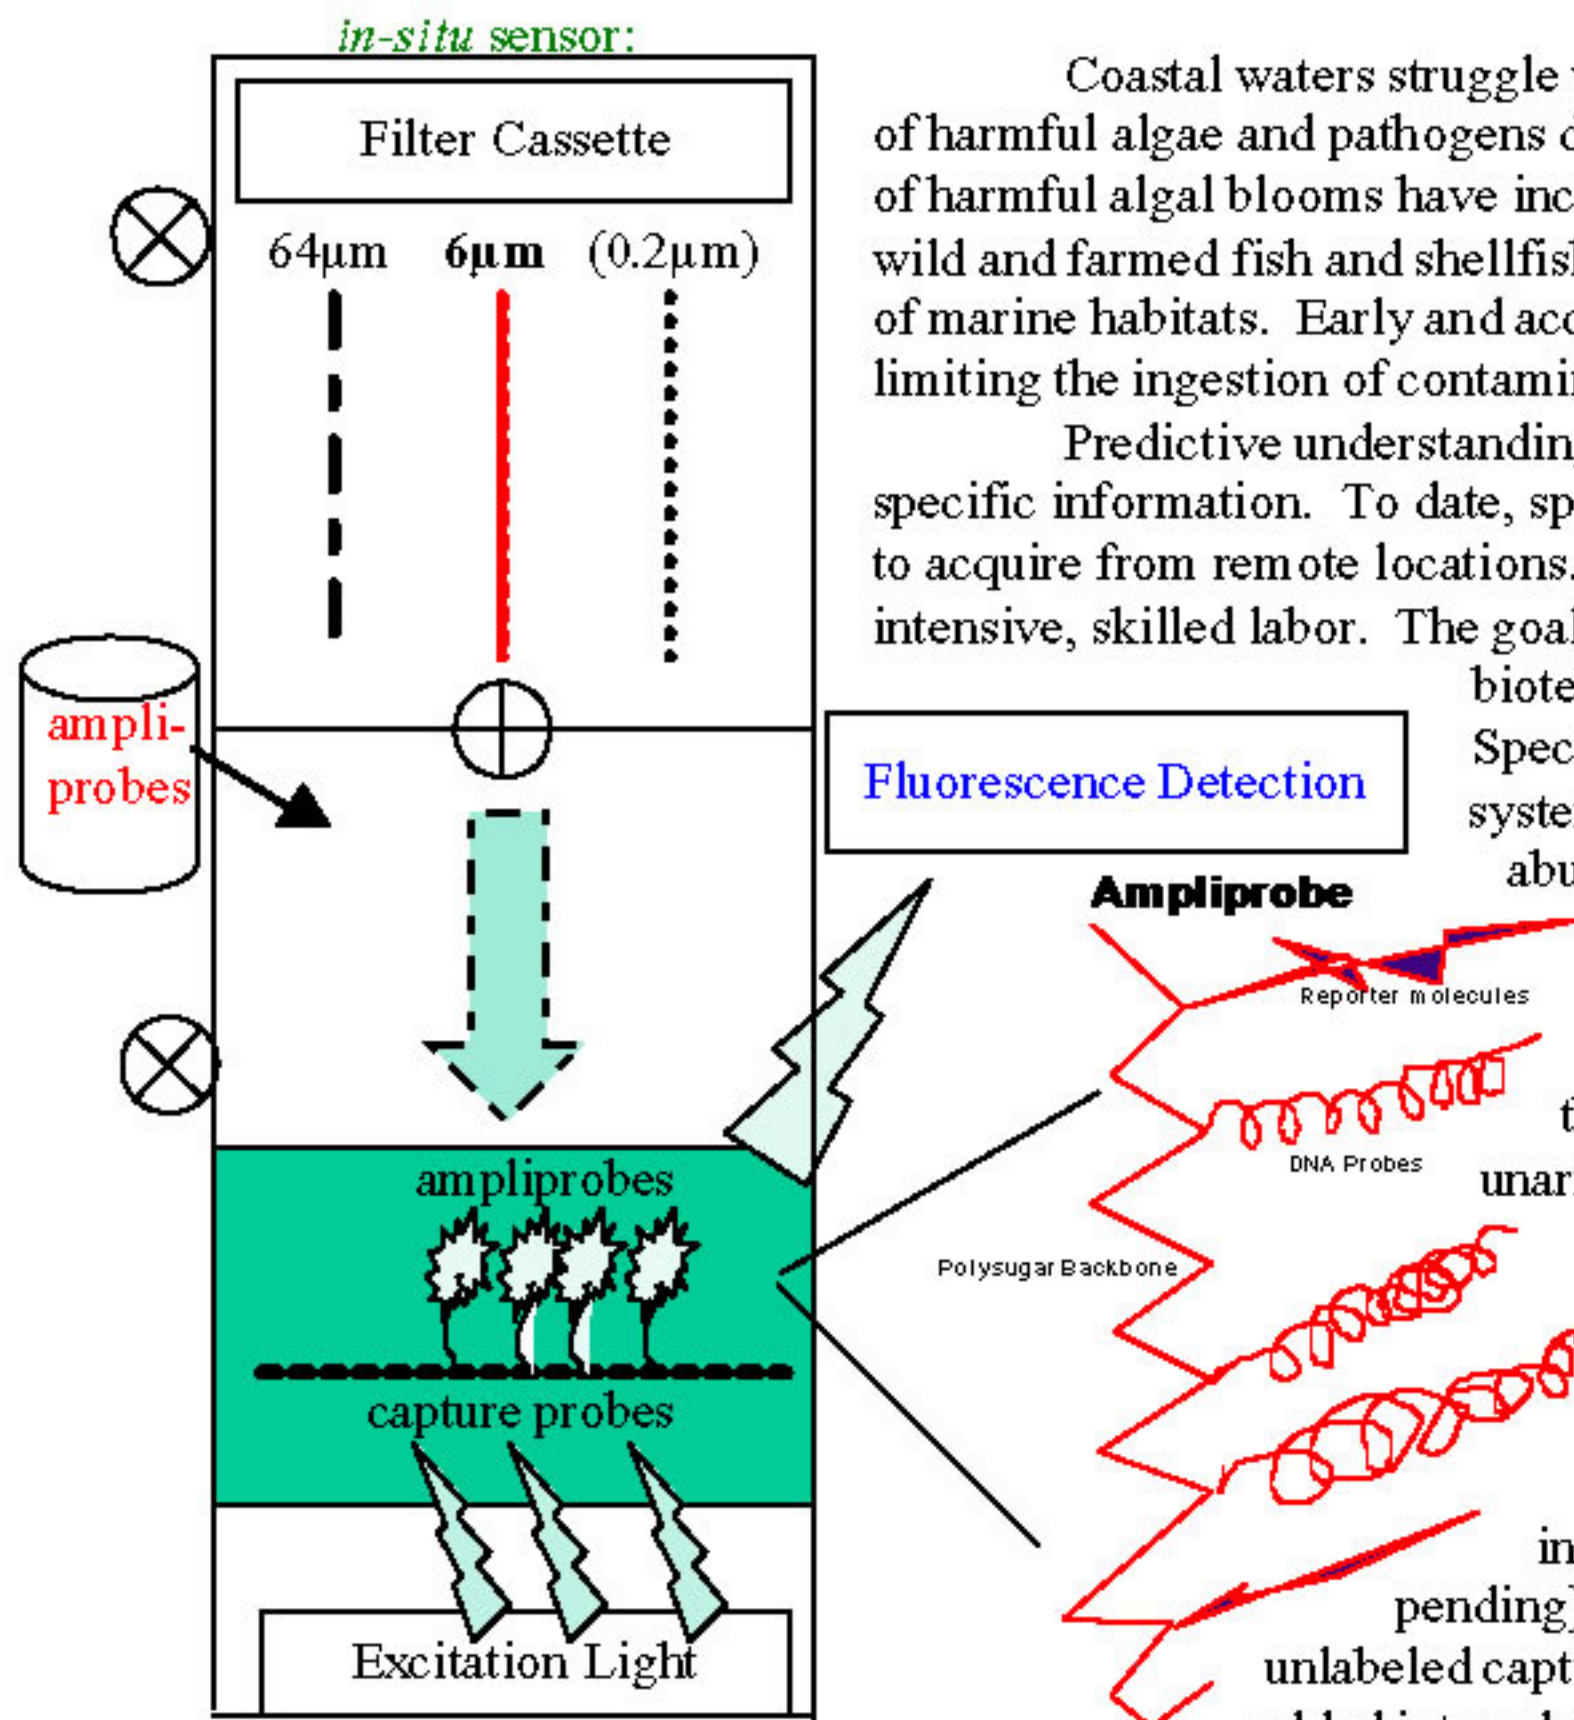 in-situ sensor:
Filter Cassette
64µm 6µm (0.2µm)
ampli-
probes
ampliprobes
capture probes
Excitation Light
Fluorescence Detection
Ampliprobe
Reporter molecules
DNA Probes
Polysugar Backbone
Coastal waters struggle
of harmful algae and pathogens
of harmful algal blooms have inc
wild and farmed fish and shellfish
of marine habitats. Early and acc
limiting the ingestion of contami
Predictive understandin
specific information. To date, sp
to acquire from remote locations.
intensive, skilled labor. The goal
biote
Spec
syste
abu
t
unar
in
pending)
unlabeled capt